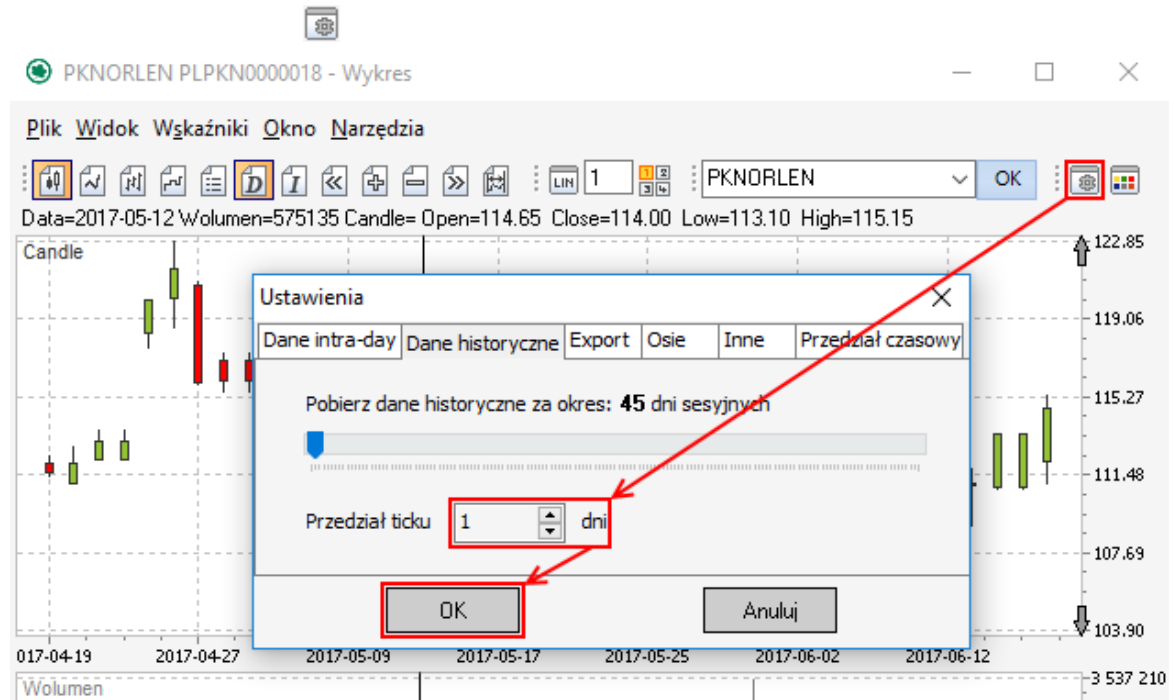 PKNORLEN PLPKN0000018 - Wykres
Plik Widok Wskaźniki Okno Narzędzia
D I LIN 1 1 2 3 4 PKNORLEN OK
Data=2017-05-12 Wolumen=575135 Candle= Open=114.65 Close=114.00 Low=113.10 High=115.15
Candle
122.85
Ustawienia
119.06
Dane intra-day Dane historyczne Export Osie Inne Przedział czasowy
Pobierz dane historyczne za okres: 45 dni sesyjnych
115.27
111.48
Przedział ticku 1 dni
107.69
OK Anuluj
103.90
017-04-19 2017-04-27 2017-05-09 2017-05-17 2017-05-25 2017-06-02 2017-06-12
Wolumen 3 537 210